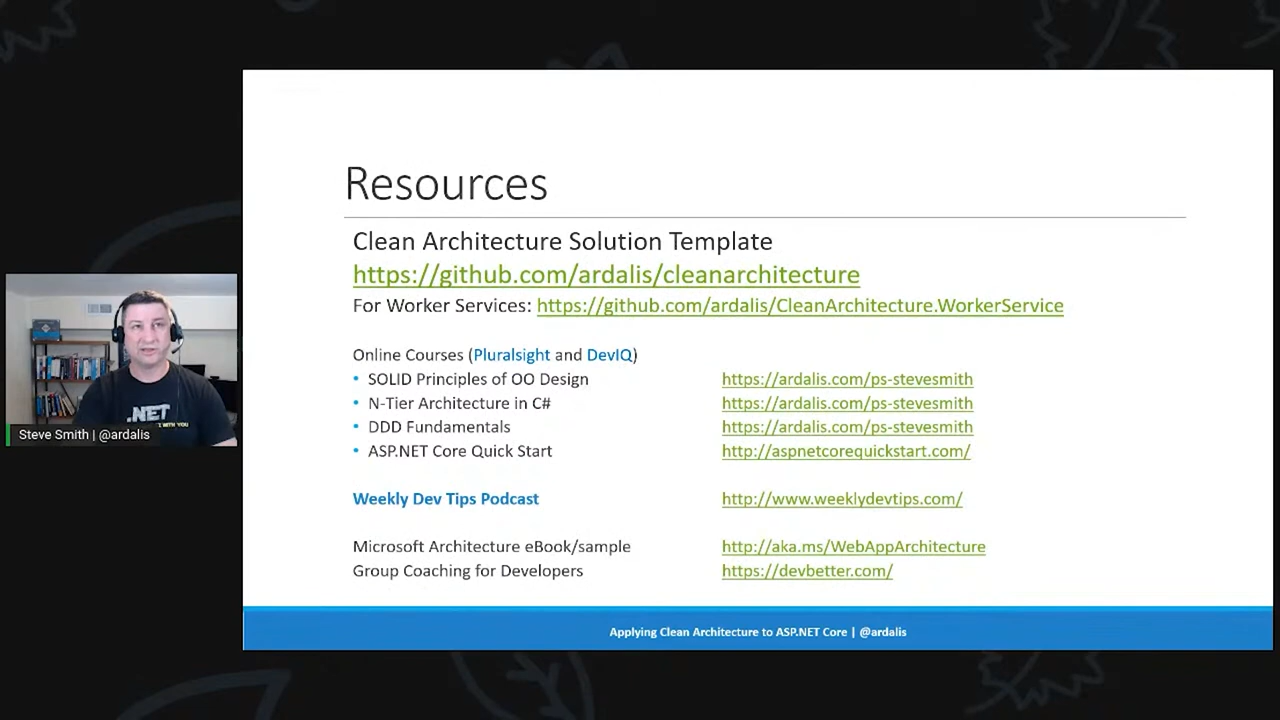 Resources
Clean Architecture Solution Template
https://github.com/ardalis/cleanarchitecture
For Worker Services: https://github.com/ardalis/CleanArchitecture.WorkerService
Online Courses (Pluralsight and DevIQ)
• SOLID Principles of OO Design https://ardalis.com/ps-stevesmith
• N-Tier Architecture in C# https://ardalis.com/ps-stevesmith
• DDD Fundamentals https://ardalis.com/ps-stevesmith
• ASP.NET Core Quick Start http://aspnetcorequickstart.com/
Weekly Dev Tips Podcast http://www.weeklydevtips.com/
Microsoft Architecture eBook/sample http://aka.ms/WebAppArchitecture
Group Coaching for Developers https://devbetter.com/
Applying Clean Architecture to ASP.NET Core | @ardalis
.NET
WITH YOU
Steve Smith | @ardalis